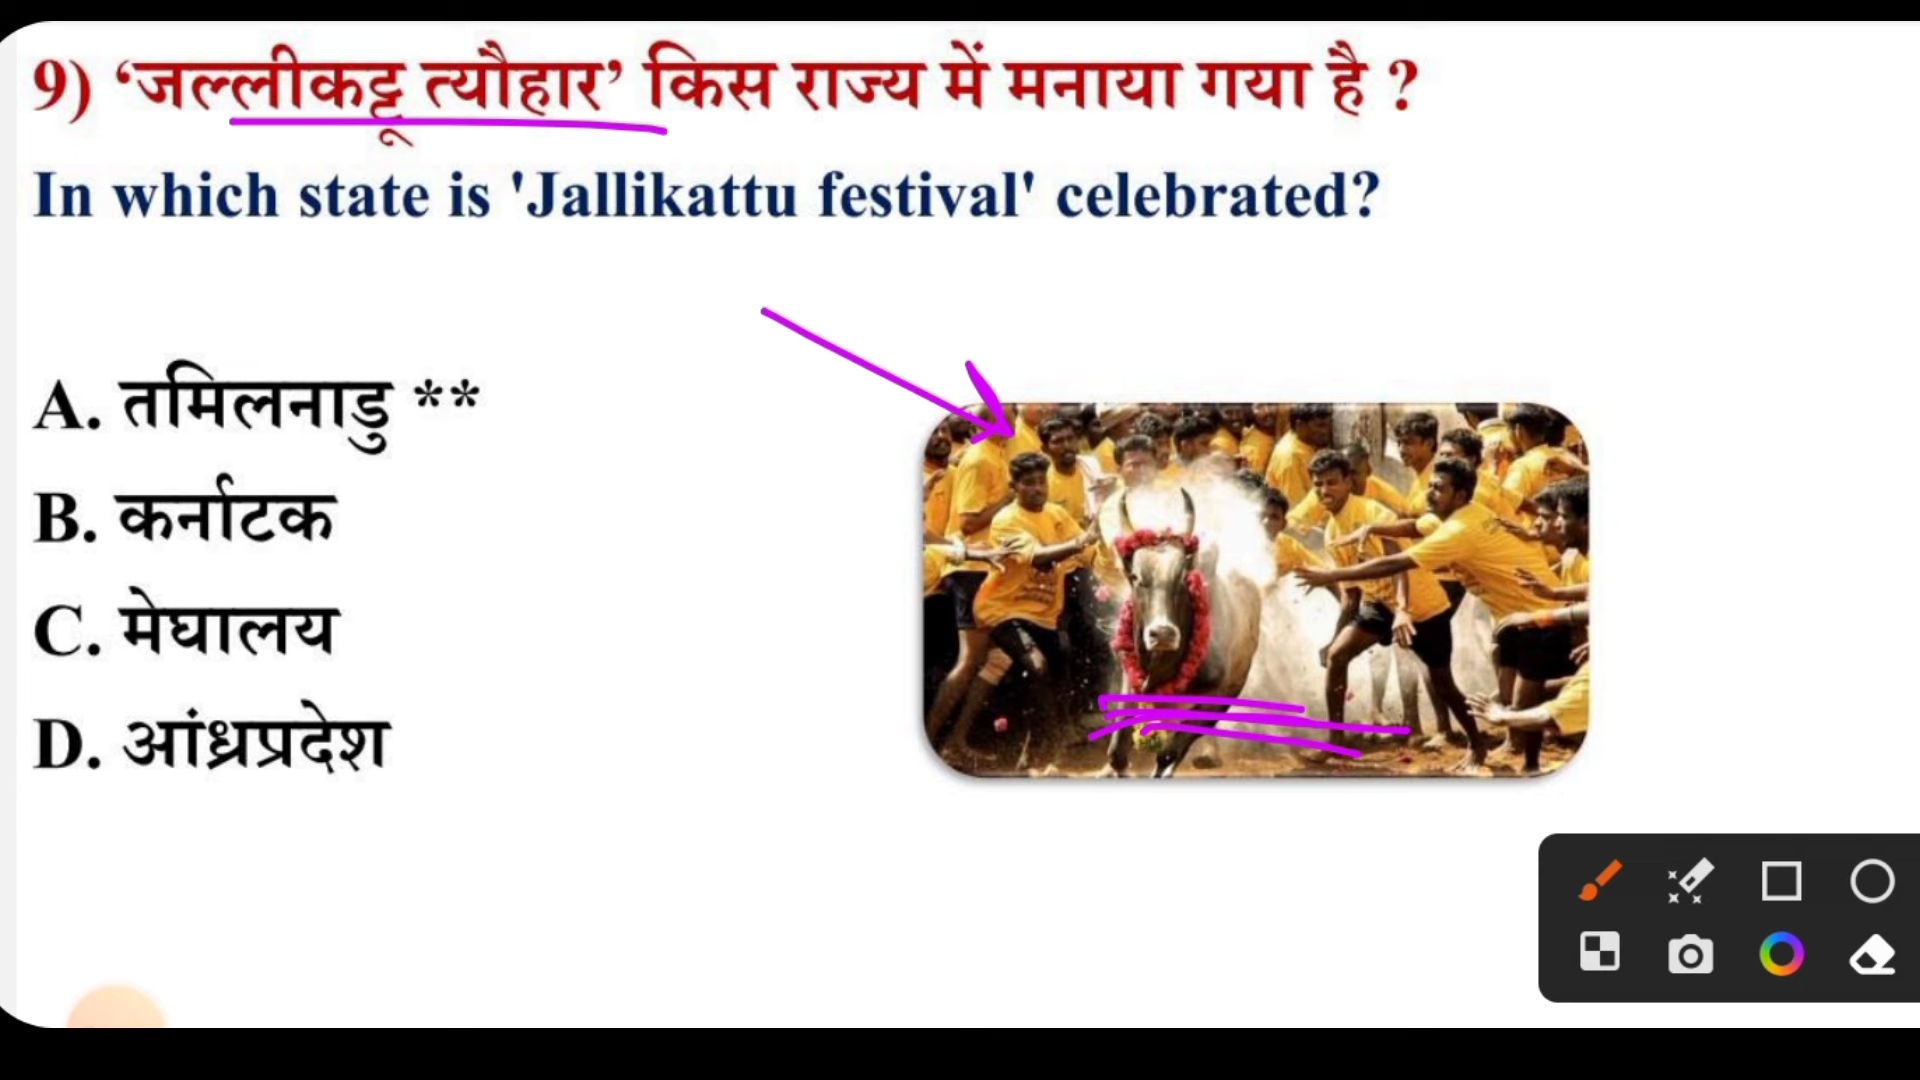 9) ‘जल्लीकट्टू त्यौहार’ किस राज्य में मनाया गया है ?
In which state is 'Jallikattu festival' celebrated?
A. तमिलनाडु **
B. कर्नाटक
C. मेघालय
D. आंध्रप्रदेश